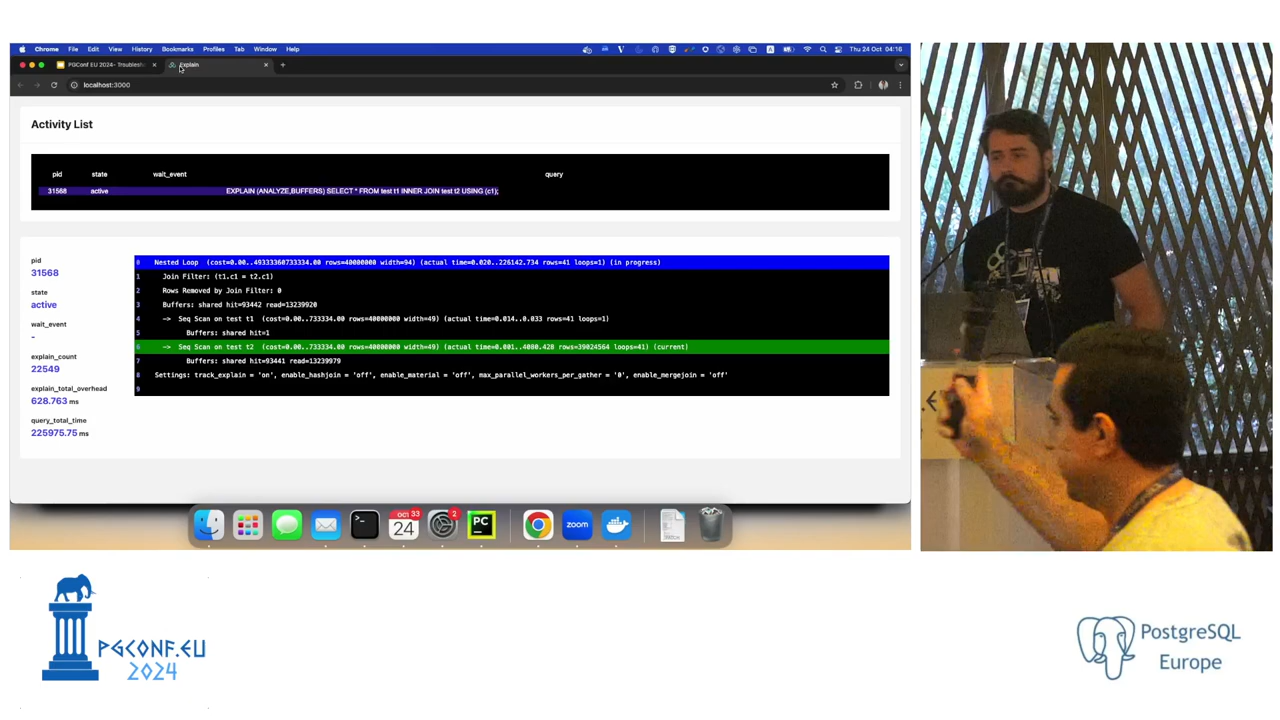 Chrome File Edit View History Bookmarks Profiles Tab Window Help
Thu 24 Oct 04:16
PGConf EU 2024- Troublesh
Explain
localhost:3000
Activity List
pid state wait_event query
31568 active EXPLAIN (ANALYZE,BUFFERS) SELECT * FROM test t1 INNER JOIN test t2 USING (c1);
pid
31568
state
active
wait_event
-
explain_count
22549
explain_total_overhead
628.763 ms
query_total_time
225975.75 ms
0 Nested Loop (cost=0.00..49333360733334.00 rows=40000000 width=94) (actual time=0.020..226142.734 rows=41 loops=1) (in progress)
1 Join Filter: (t1.c1 = t2.c1)
2 Rows Removed by Join Filter: 0
3 Buffers: shared hit=93442 read=13239920
4 -> Seq Scan on test t1 (cost=0.00..733334.00 rows=40000000 width=49) (actual time=0.014..0.033 rows=41 loops=1)
5 Buffers: shared hit=1
6 -> Seq Scan on test t2 (cost=0.00..733334.00 rows=40000000 width=49) (actual time=0.001..4080.428 rows=39024564 loops=41) (current)
7 Buffers: shared hit=93441 read=13239979
8 Settings: track_explain = 'on', enable_hashjoin = 'off', enable_material = 'off', max_parallel_workers_per_gather = '0', enable_mergejoin = 'off'
9
OCT 33
24
2
PC
zoom
PGCONF.EU
2024
PostgreSQL
Europe